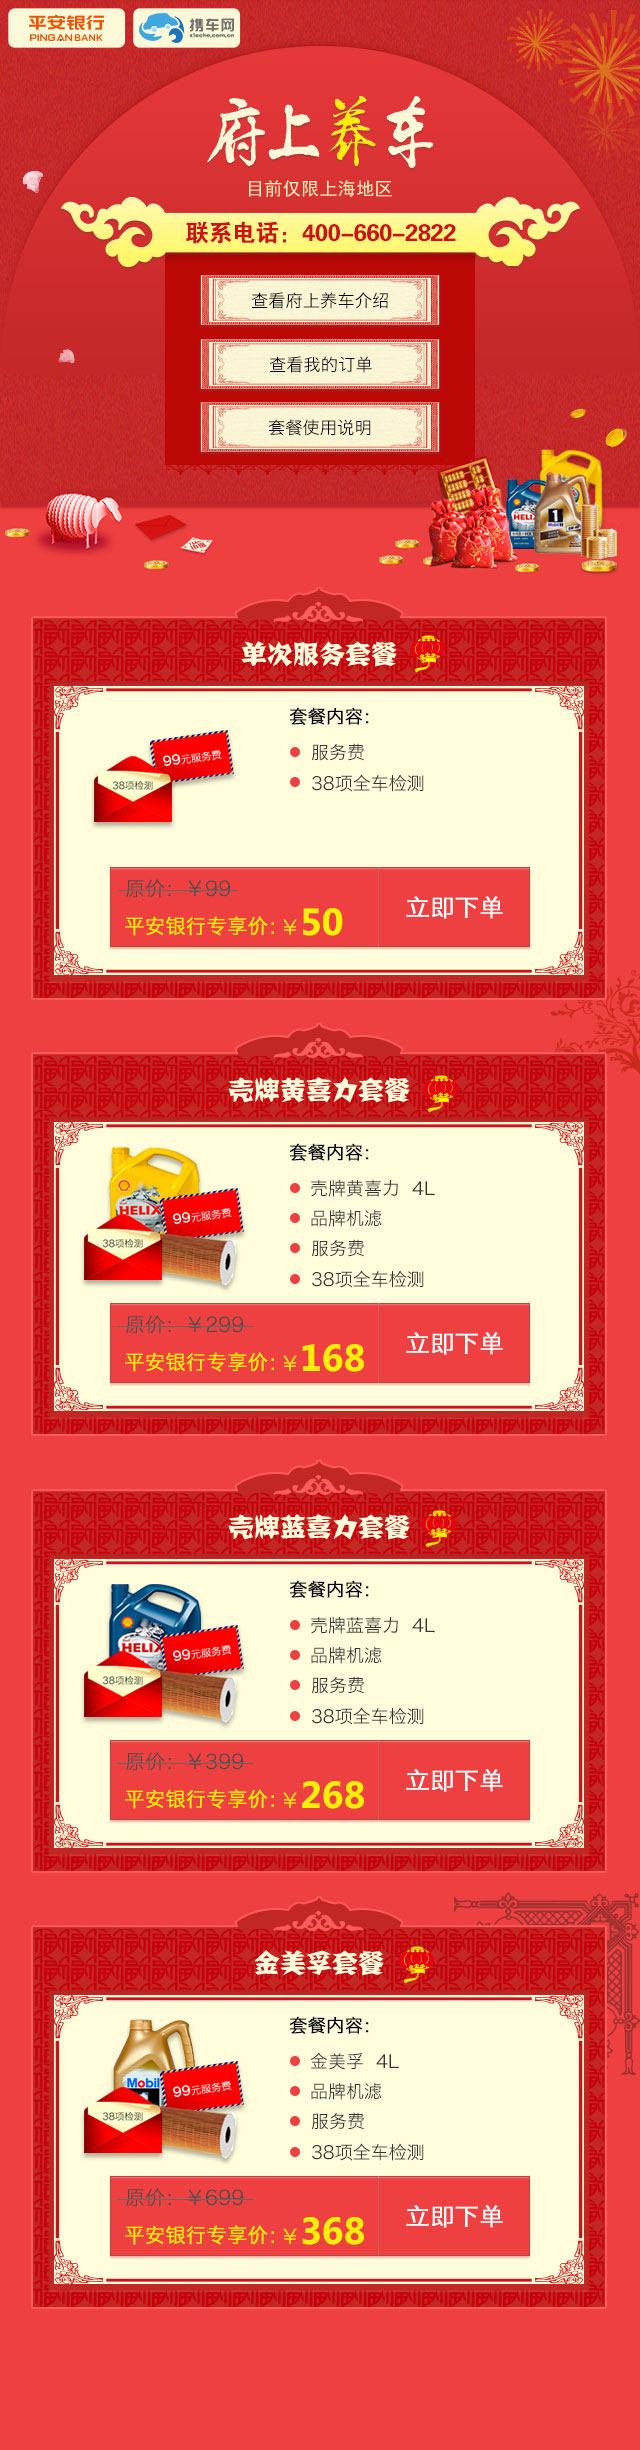 平安银行
PING AN BANK
携车网
xieche.com.cn
府上养车
目前仅限上海地区
联系电话：400-660-2822
查看府上养车介绍
查看我的订单
套餐使用说明
HELIX
1
单次服务套餐
套餐内容：
服务费
38项全车检测
99元服务费
38项检测
原价：￥99
平安银行专享价：￥50
立即下单
壳牌黄喜力套餐
套餐内容：
壳牌黄喜力 4L
品牌机滤
服务费
38项全车检测
HELIX
99元服务费
38项检测
原价：￥299
平安银行专享价：￥168
立即下单
壳牌蓝喜力套餐
套餐内容：
壳牌蓝喜力 4L
品牌机滤
服务费
38项全车检测
HELIX
99元服务费
38项检测
原价：￥399
平安银行专享价：￥268
立即下单
金美孚套餐
套餐内容：
金美孚 4L
品牌机滤
服务费
38项全车检测
Mobil
99元服务费
38项检测
原价：￥699
平安银行专享价：￥368
立即下单